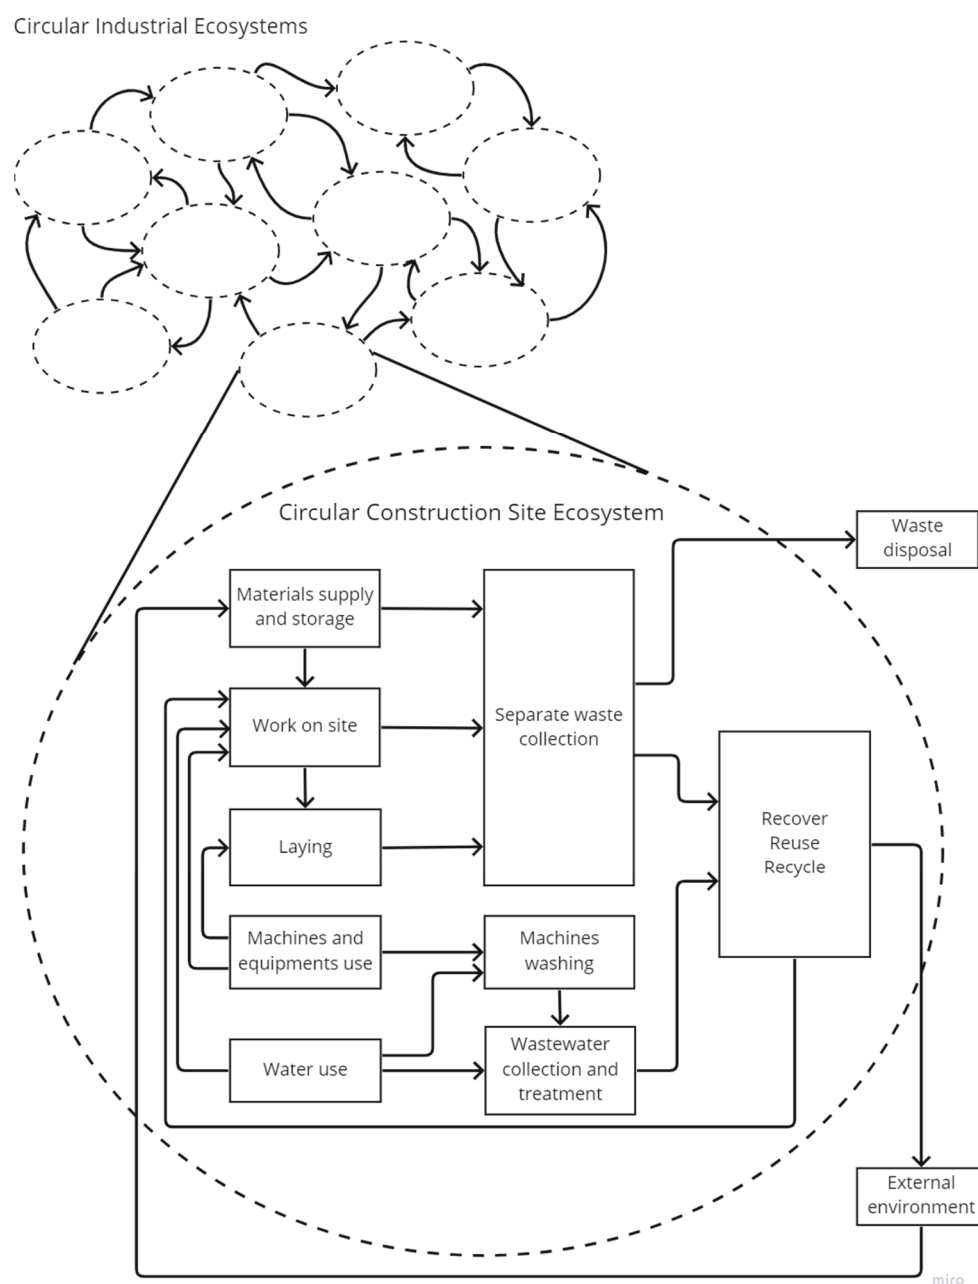 Circular Industrial Ecosystems
Circular Construction Site Ecosystem
Waste
disposal
Materials supply
and storage
Work on site
Separate waste
collection
Laying
Recover
Reuse
Recycle
Machines and
equipments use
Machines
washing
Water use
Wastewater
collection and
treatment
External
environment
miro